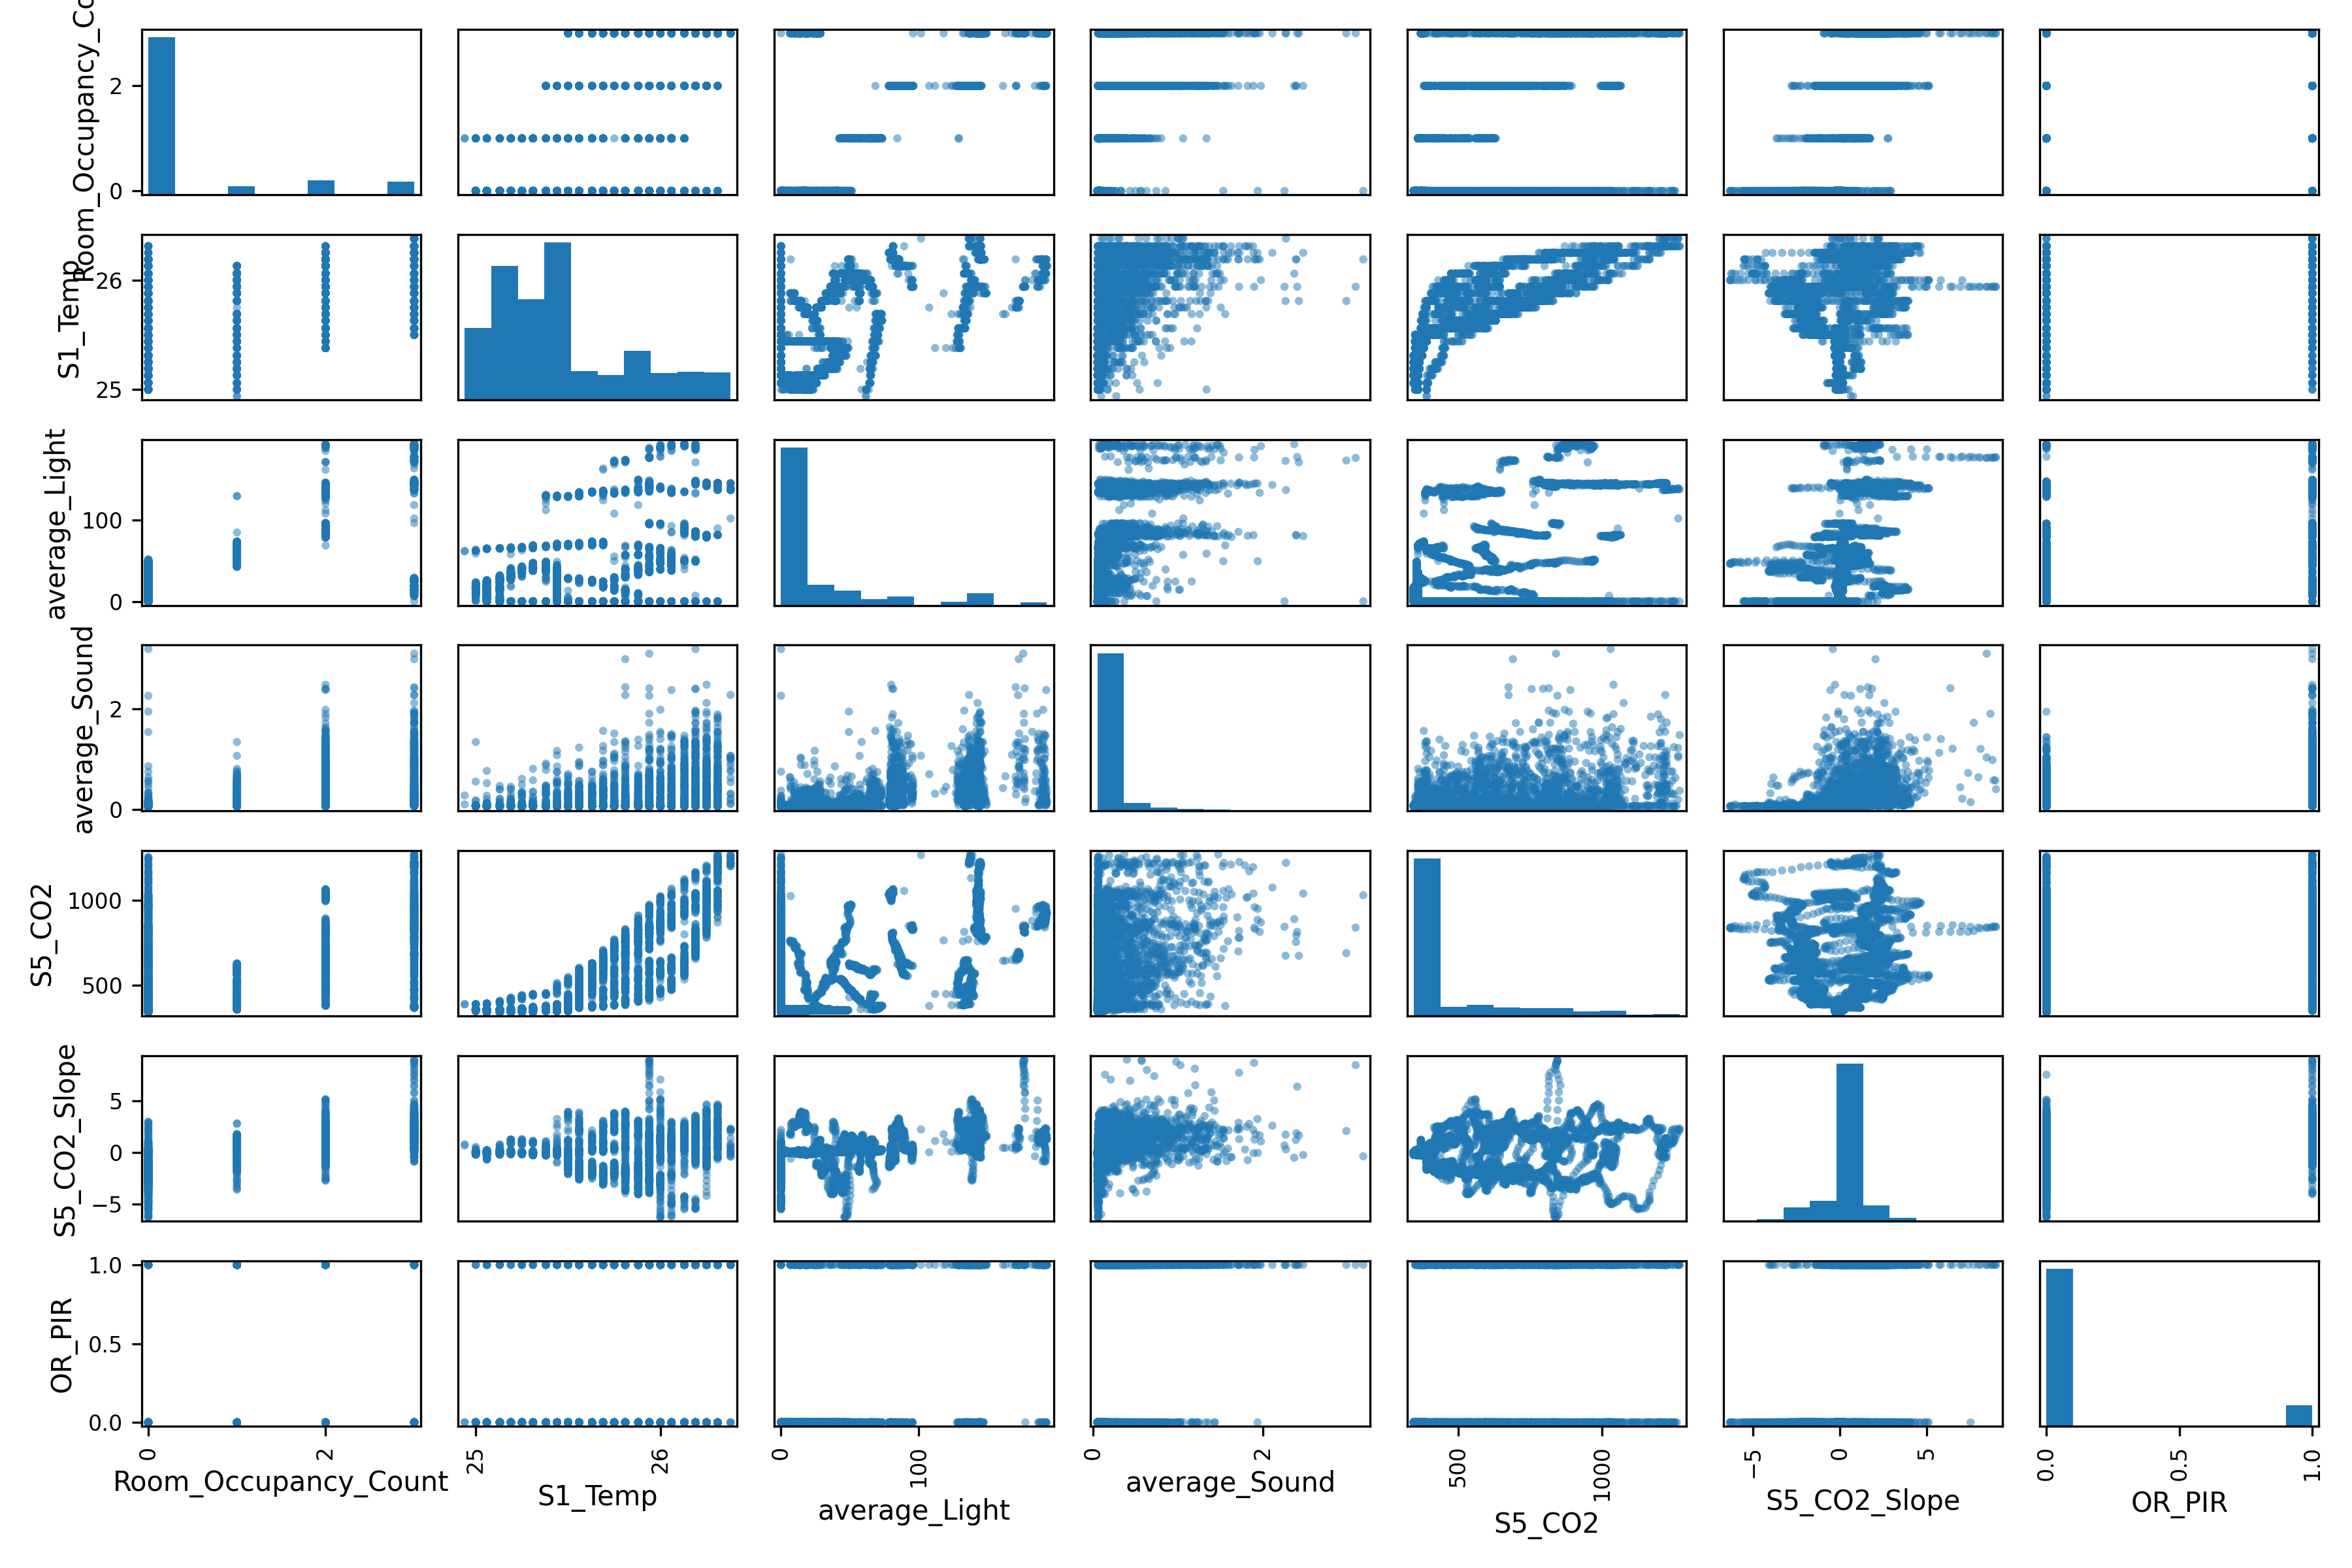 Room_Occupancy_Co
2
0
S1_Temp
26
25
average_Light
100
0
average_Sound
2
0
S5_CO2
1000
500
S5_CO2_Slope
5
0
−5
OR_PIR
1.0
0.5
0.0
0 2
25 26
0 100
0 2
500 1000
−5 0 5
0.0 0.5 1.0
Room_Occupancy_Count
S1_Temp
average_Light
average_Sound
S5_CO2
S5_CO2_Slope
OR_PIR